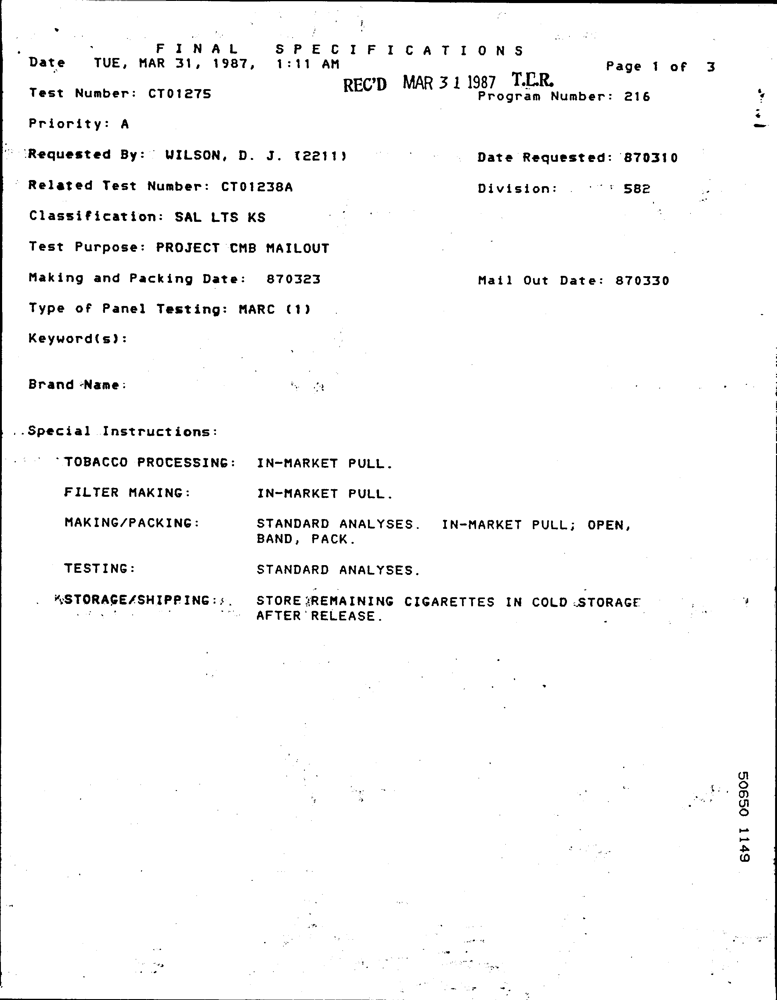 F I N A L   S P E C I F I C A T I O N S
Date TUE, MAR 31, 1987, 1:11 AM Page 1 of 3
REC'D MAR 31 1987 T.E.R.
Test Number: CT01275 Program Number: 216
Priority: A
Requested By: WILSON, D. J. (2211) Date Requested: 870310
Related Test Number: CT01238A Division: 582
Classification: SAL LTS KS
Test Purpose: PROJECT CMB MAILOUT
Making and Packing Date: 870323 Mail Out Date: 870330
Type of Panel Testing: MARC (1)
Keyword(s):
Brand Name:
Special Instructions:
TOBACCO PROCESSING: IN-MARKET PULL.
FILTER MAKING: IN-MARKET PULL.
MAKING/PACKING: STANDARD ANALYSES. IN-MARKET PULL; OPEN,
BAND, PACK.
TESTING: STANDARD ANALYSES.
STORAGE/SHIPPING: STORE REMAINING CIGARETTES IN COLD STORAGE
AFTER RELEASE.
50650 1149